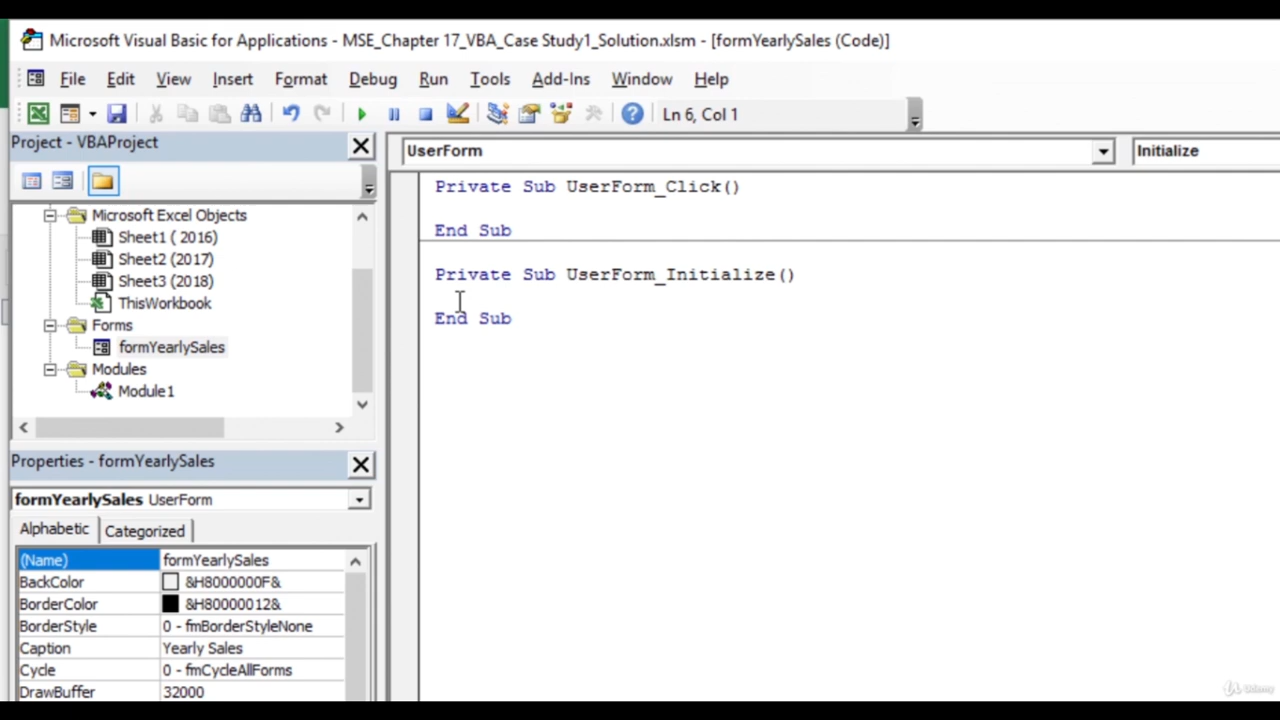 Microsoft Visual Basic for Applications - MSE_Chapter 17_VBA_Case Study1_Solution.xlsm - [formYearlySales (Code)]
File Edit View Insert Format Debug Run Tools Add-Ins Window Help
Ln 6, Col 1
Project - VBAProject
UserForm
Initialize
Microsoft Excel Objects
Sheet1 ( 2016)
Sheet2 (2017)
Sheet3 (2018)
ThisWorkbook
Forms
formYearlySales
Modules
Module1
Private Sub UserForm_Click()
End Sub
Private Sub UserForm_Initialize()
End Sub
Properties - formYearlySales
formYearlySales UserForm
Alphabetic Categorized
(Name) formYearlySales
BackColor &H8000000F&
BorderColor &H80000012&
BorderStyle 0 - fmBorderStyleNone
Caption Yearly Sales
Cycle 0 - fmCycleAllForms
DrawBuffer 32000
Udemy